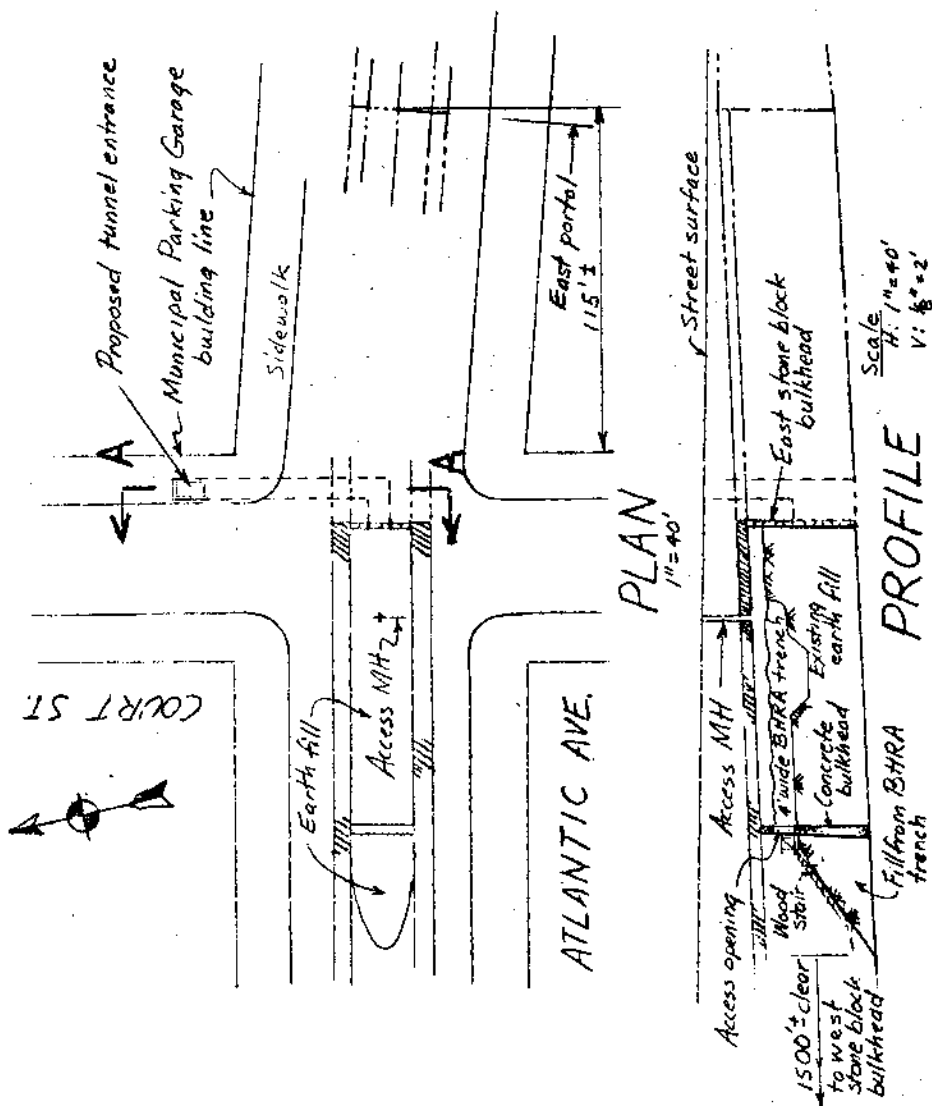 Proposed tunnel entrance
Municipal Parking Garage
building line
Sidewalk
A
A
COURT ST.
Earth fill
Access MH
East portal
115' ±
ATLANTIC AVE.
PLAN
1"=40'
Street surface
Access MH
Access opening
4' wide BHRA trench
East stone block
bulkhead
Wood
stair
Concrete
bulkhead
Existing
earth fill
Fill from BHRA
trench
1500'± clear
to west
stone block
bulkhead
PROFILE
Scale
H: 1"=40'
V: ⅛"=2'